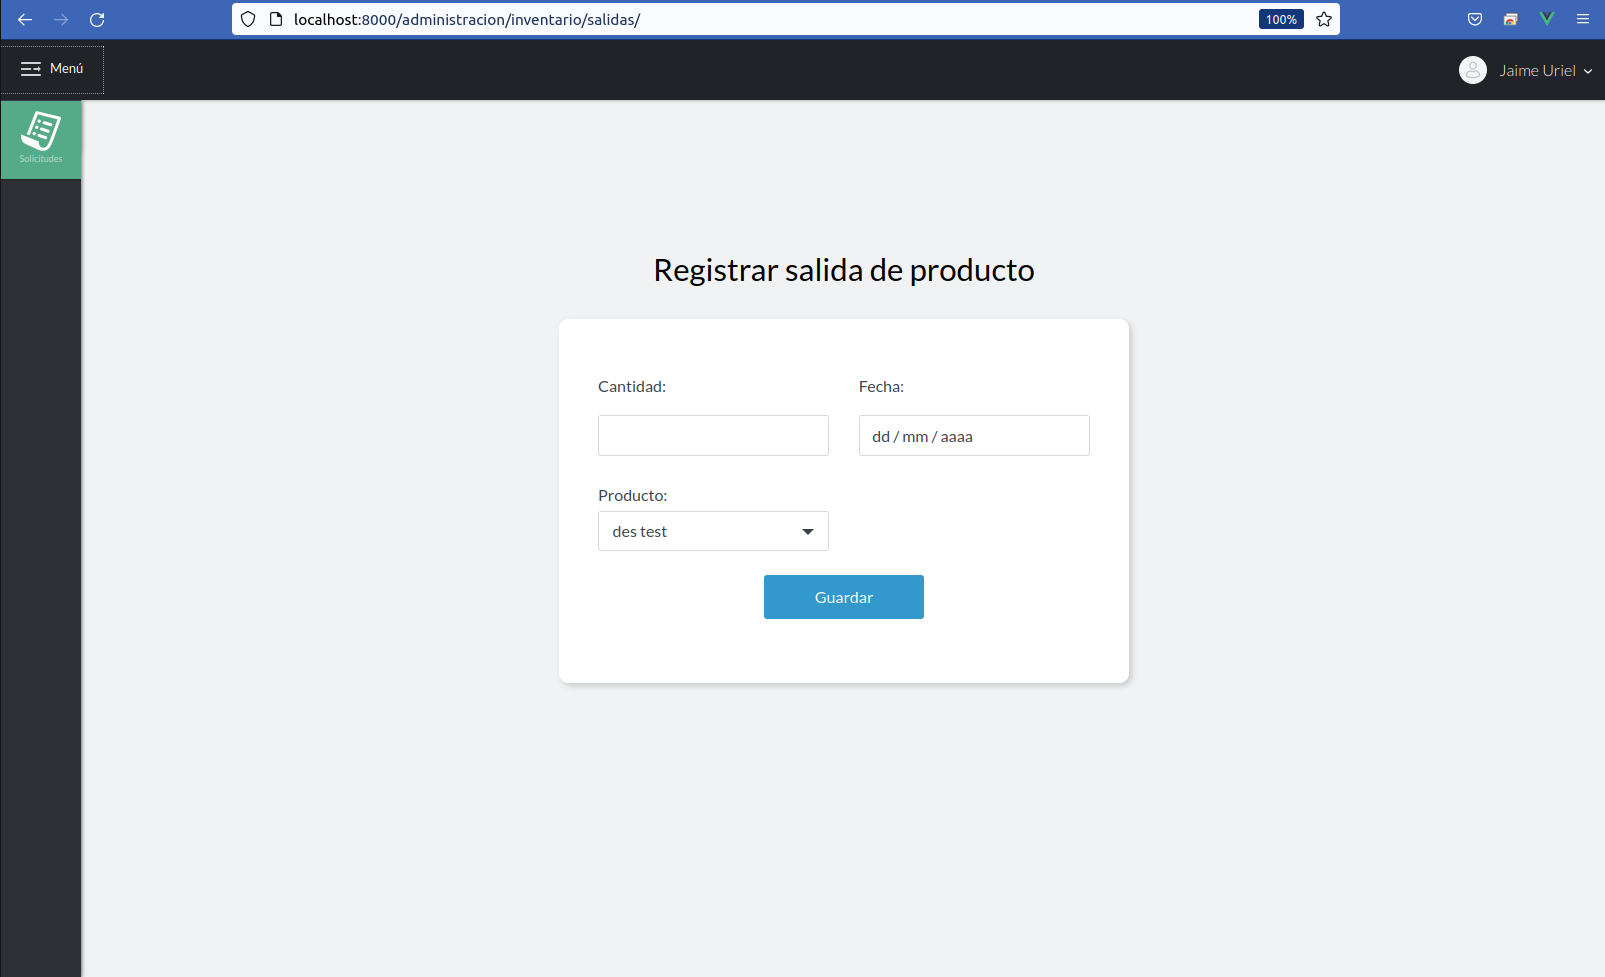 localhost:8000/administracion/inventario/salidas/
100%
Menú
Jaime Uriel
Solicitudes
Registrar salida de producto
Cantidad:
Fecha:
dd / mm / aaaa
Producto:
des test
Guardar